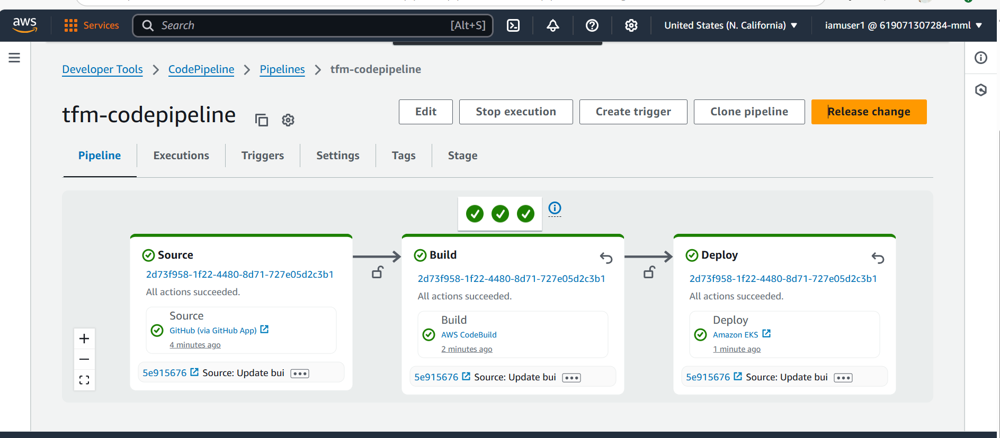 aws
Services
Search
[Alt+S]
United States (N. California)
iamuser1 @ 619071307284-mml
Developer Tools
CodePipeline
Pipelines
tfm-codepipeline
tfm-codepipeline
Edit
Stop execution
Create trigger
Clone pipeline
Release change
Pipeline
Executions
Triggers
Settings
Tags
Stage
Source
2d73f958-1f22-4480-8d71-727e05d2c3b1
All actions succeeded.
Source
GitHub (via GitHub App)
4 minutes ago
5e915676 Source: Update bui
Build
2d73f958-1f22-4480-8d71-727e05d2c3b1
All actions succeeded.
Build
AWS CodeBuild
2 minutes ago
5e915676 Source: Update bui
Deploy
2d73f958-1f22-4480-8d71-727e05d2c3b1
All actions succeeded.
Deploy
Amazon EKS
1 minute ago
5e915676 Source: Update bui